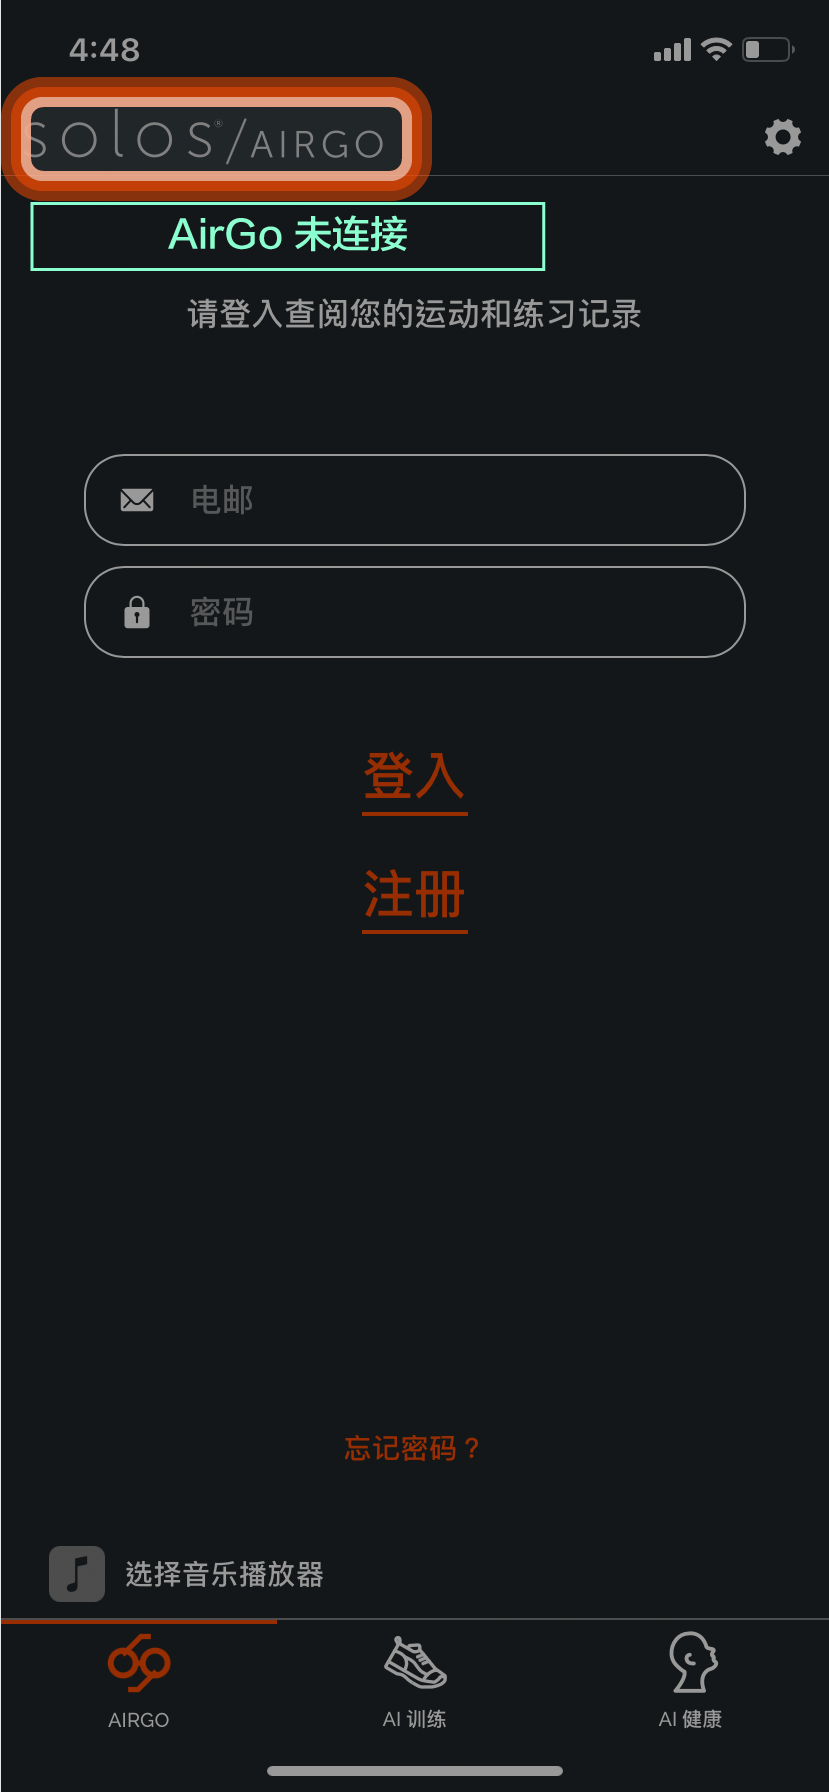 4:48
solos®/AIRGO
AirGo 未连接
请登入查阅您的运动和练习记录
电邮
密码
登入
注册
忘记密码？
选择音乐播放器
AIRGO
AI 训练
AI 健康